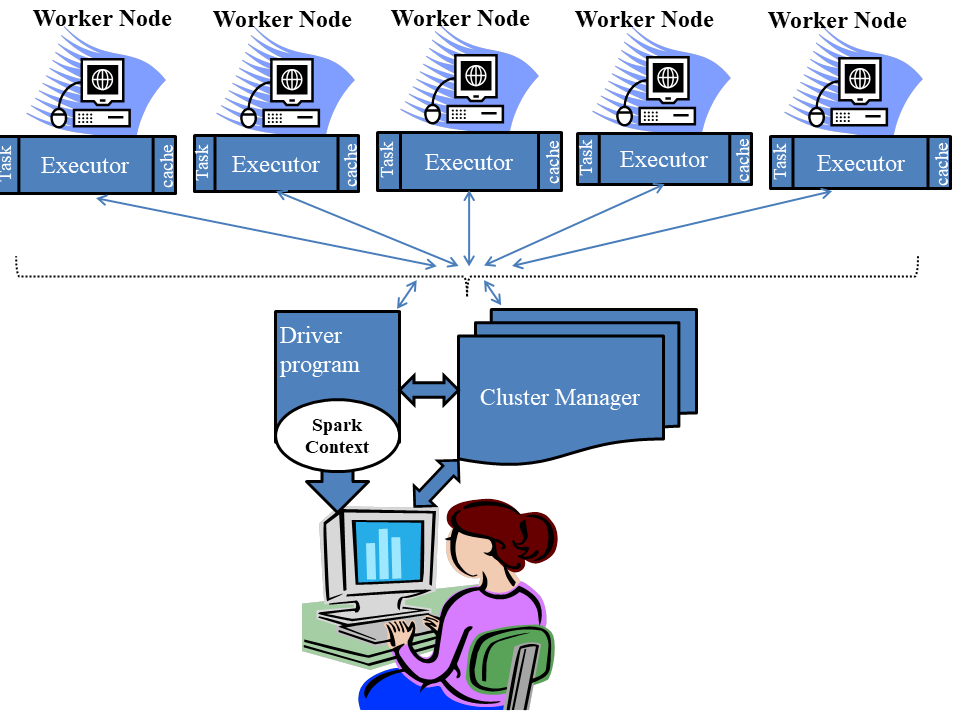 Worker Node
Worker Node
Worker Node
Worker Node
Worker Node
Task
Executor
cache
Task
Executor
cache
Task
Executor
cache
Task
Executor
cache
Task
Executor
cache
Driver
program
Cluster Manager
Spark
Context